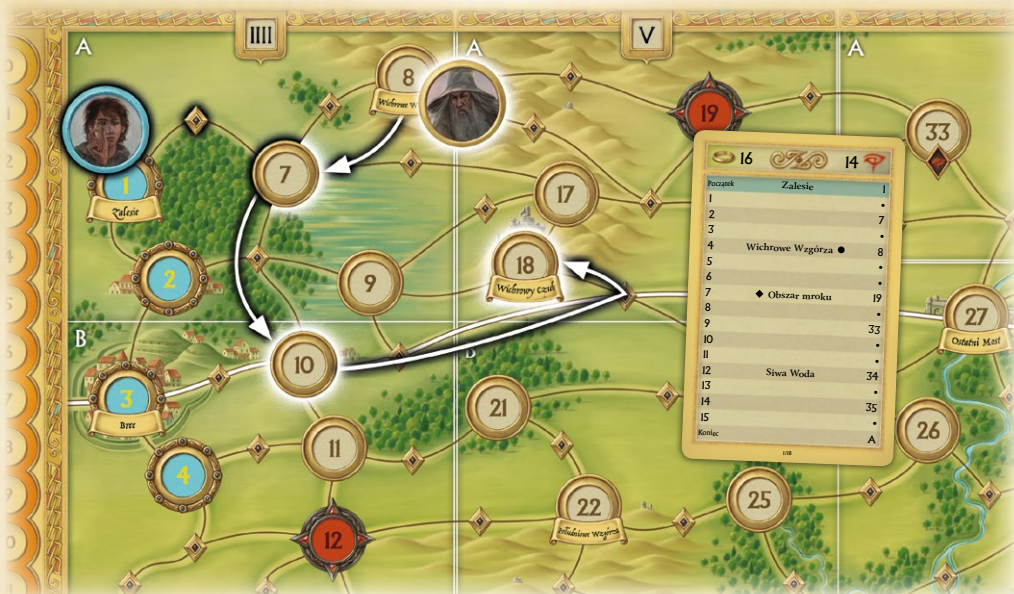 IIII
V
A
A
A
8
Wichrowe W
19
33
7
1
Zalesie
17
18
Wichrowy Czub
2
9
27
Ostatni Most
B
10
3
Bree
21
26
11
4
25
22
Południowe Wzgórza
12
16 14
Początek Zalesie 1
1 •
2 7
3 •
4 Wichrowe Wzgórza ● 8
5 •
6 •
7 ◆ Obszar mroku 19
8 •
9 33
10 •
11 •
12 Siwa Woda 34
13 •
14 35
15 •
Koniec A